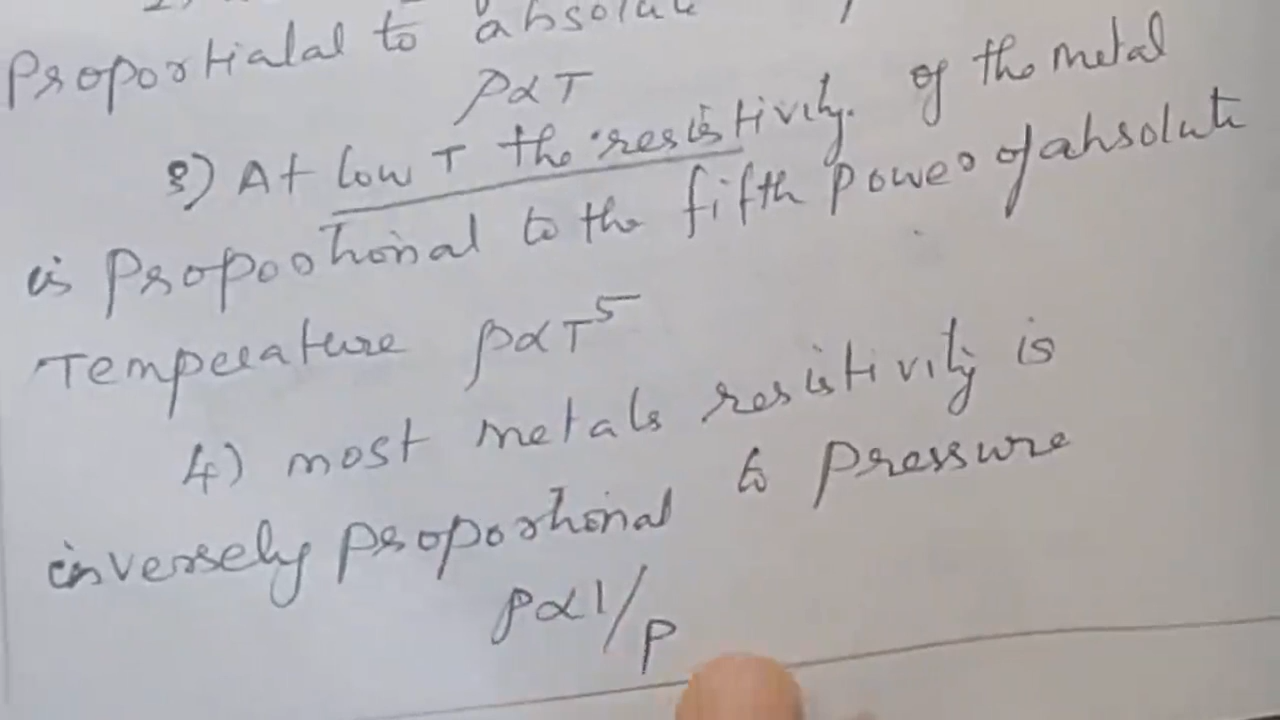 Proportialal to absolute
ρ∝T
3) At low T the resistivity. of the metal
is proportional to the fifth power of absolute
Temperature ρ∝T⁵
4) most metals resistivity is
inversely proportional to pressure
ρ∝1/P